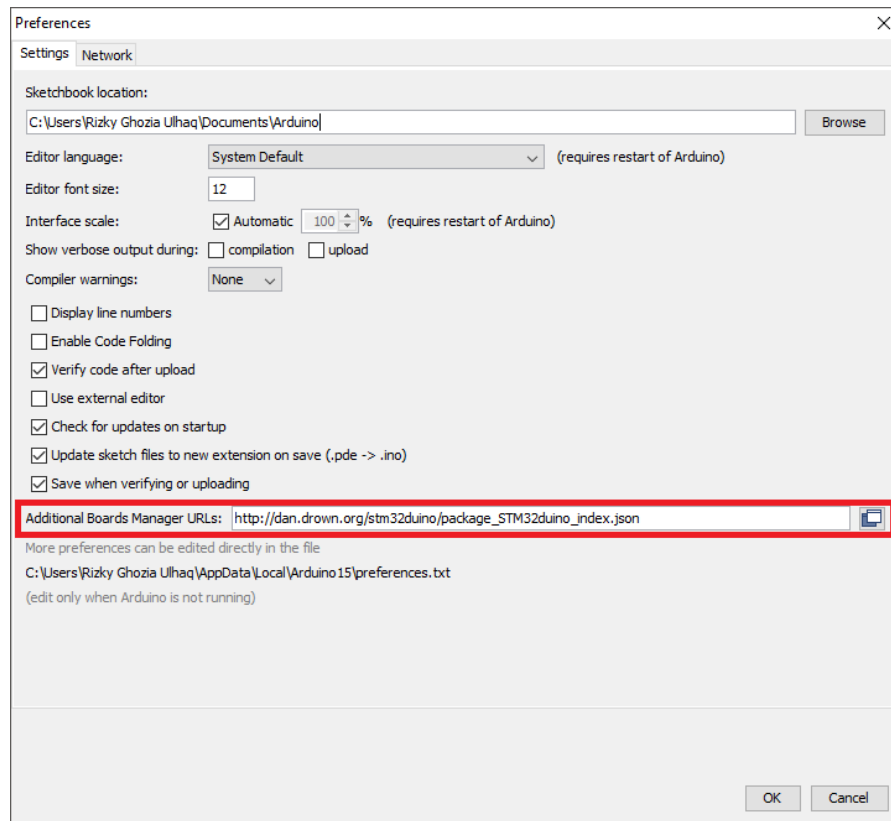 Preferences
Settings Network
Sketchbook location:
C:\Users\Rizky Ghozia Ulhaq\Documents\Arduino Browse
Editor language: System Default (requires restart of Arduino)
Editor font size: 12
Interface scale: Automatic 100 % (requires restart of Arduino)
Show verbose output during: compilation upload
Compiler warnings: None
Display line numbers
Enable Code Folding
Verify code after upload
Use external editor
Check for updates on startup
Update sketch files to new extension on save (.pde -> .ino)
Save when verifying or uploading
Additional Boards Manager URLs: http://dan.drown.org/stm32duino/package_STM32duino_index.json
More preferences can be edited directly in the file
C:\Users\Rizky Ghozia Ulhaq\AppData\Local\Arduino15\preferences.txt
(edit only when Arduino is not running)
OK Cancel